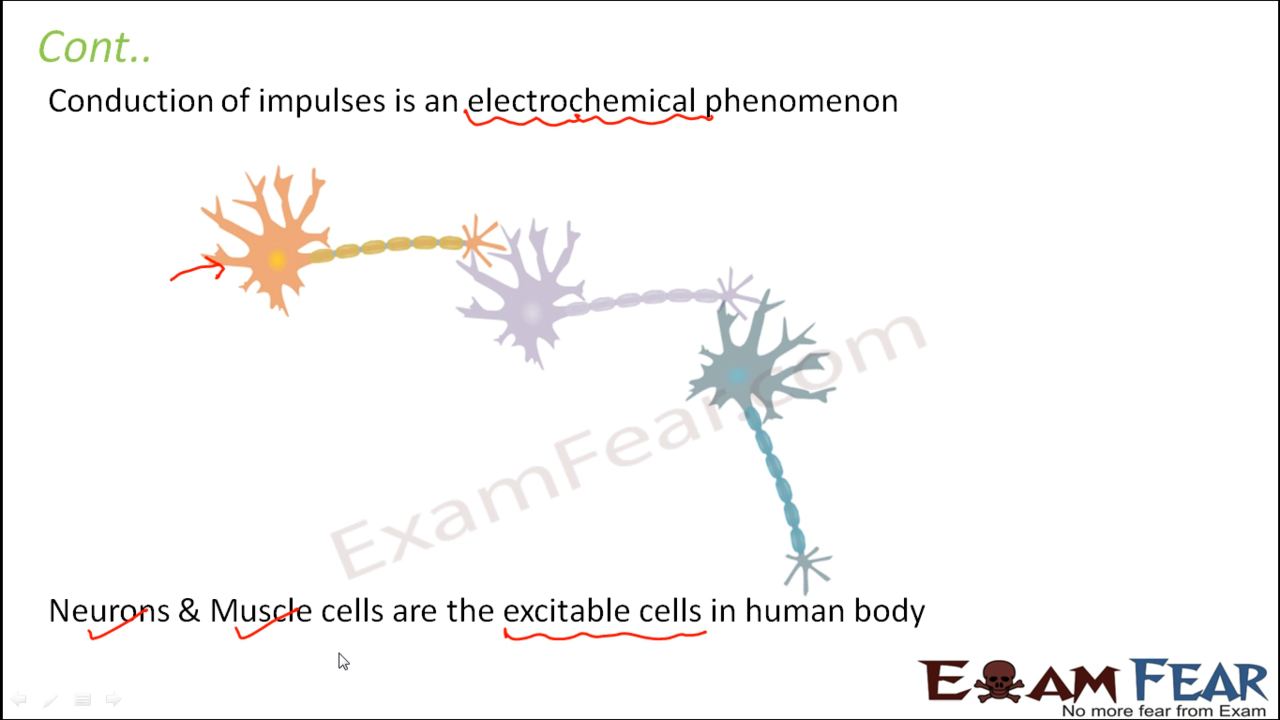 Cont..
Conduction of impulses is an electrochemical phenomenon
ExamFear.com
Neurons & Muscle cells are the excitable cells in human body
EXAM FEAR
No more fear from Exam